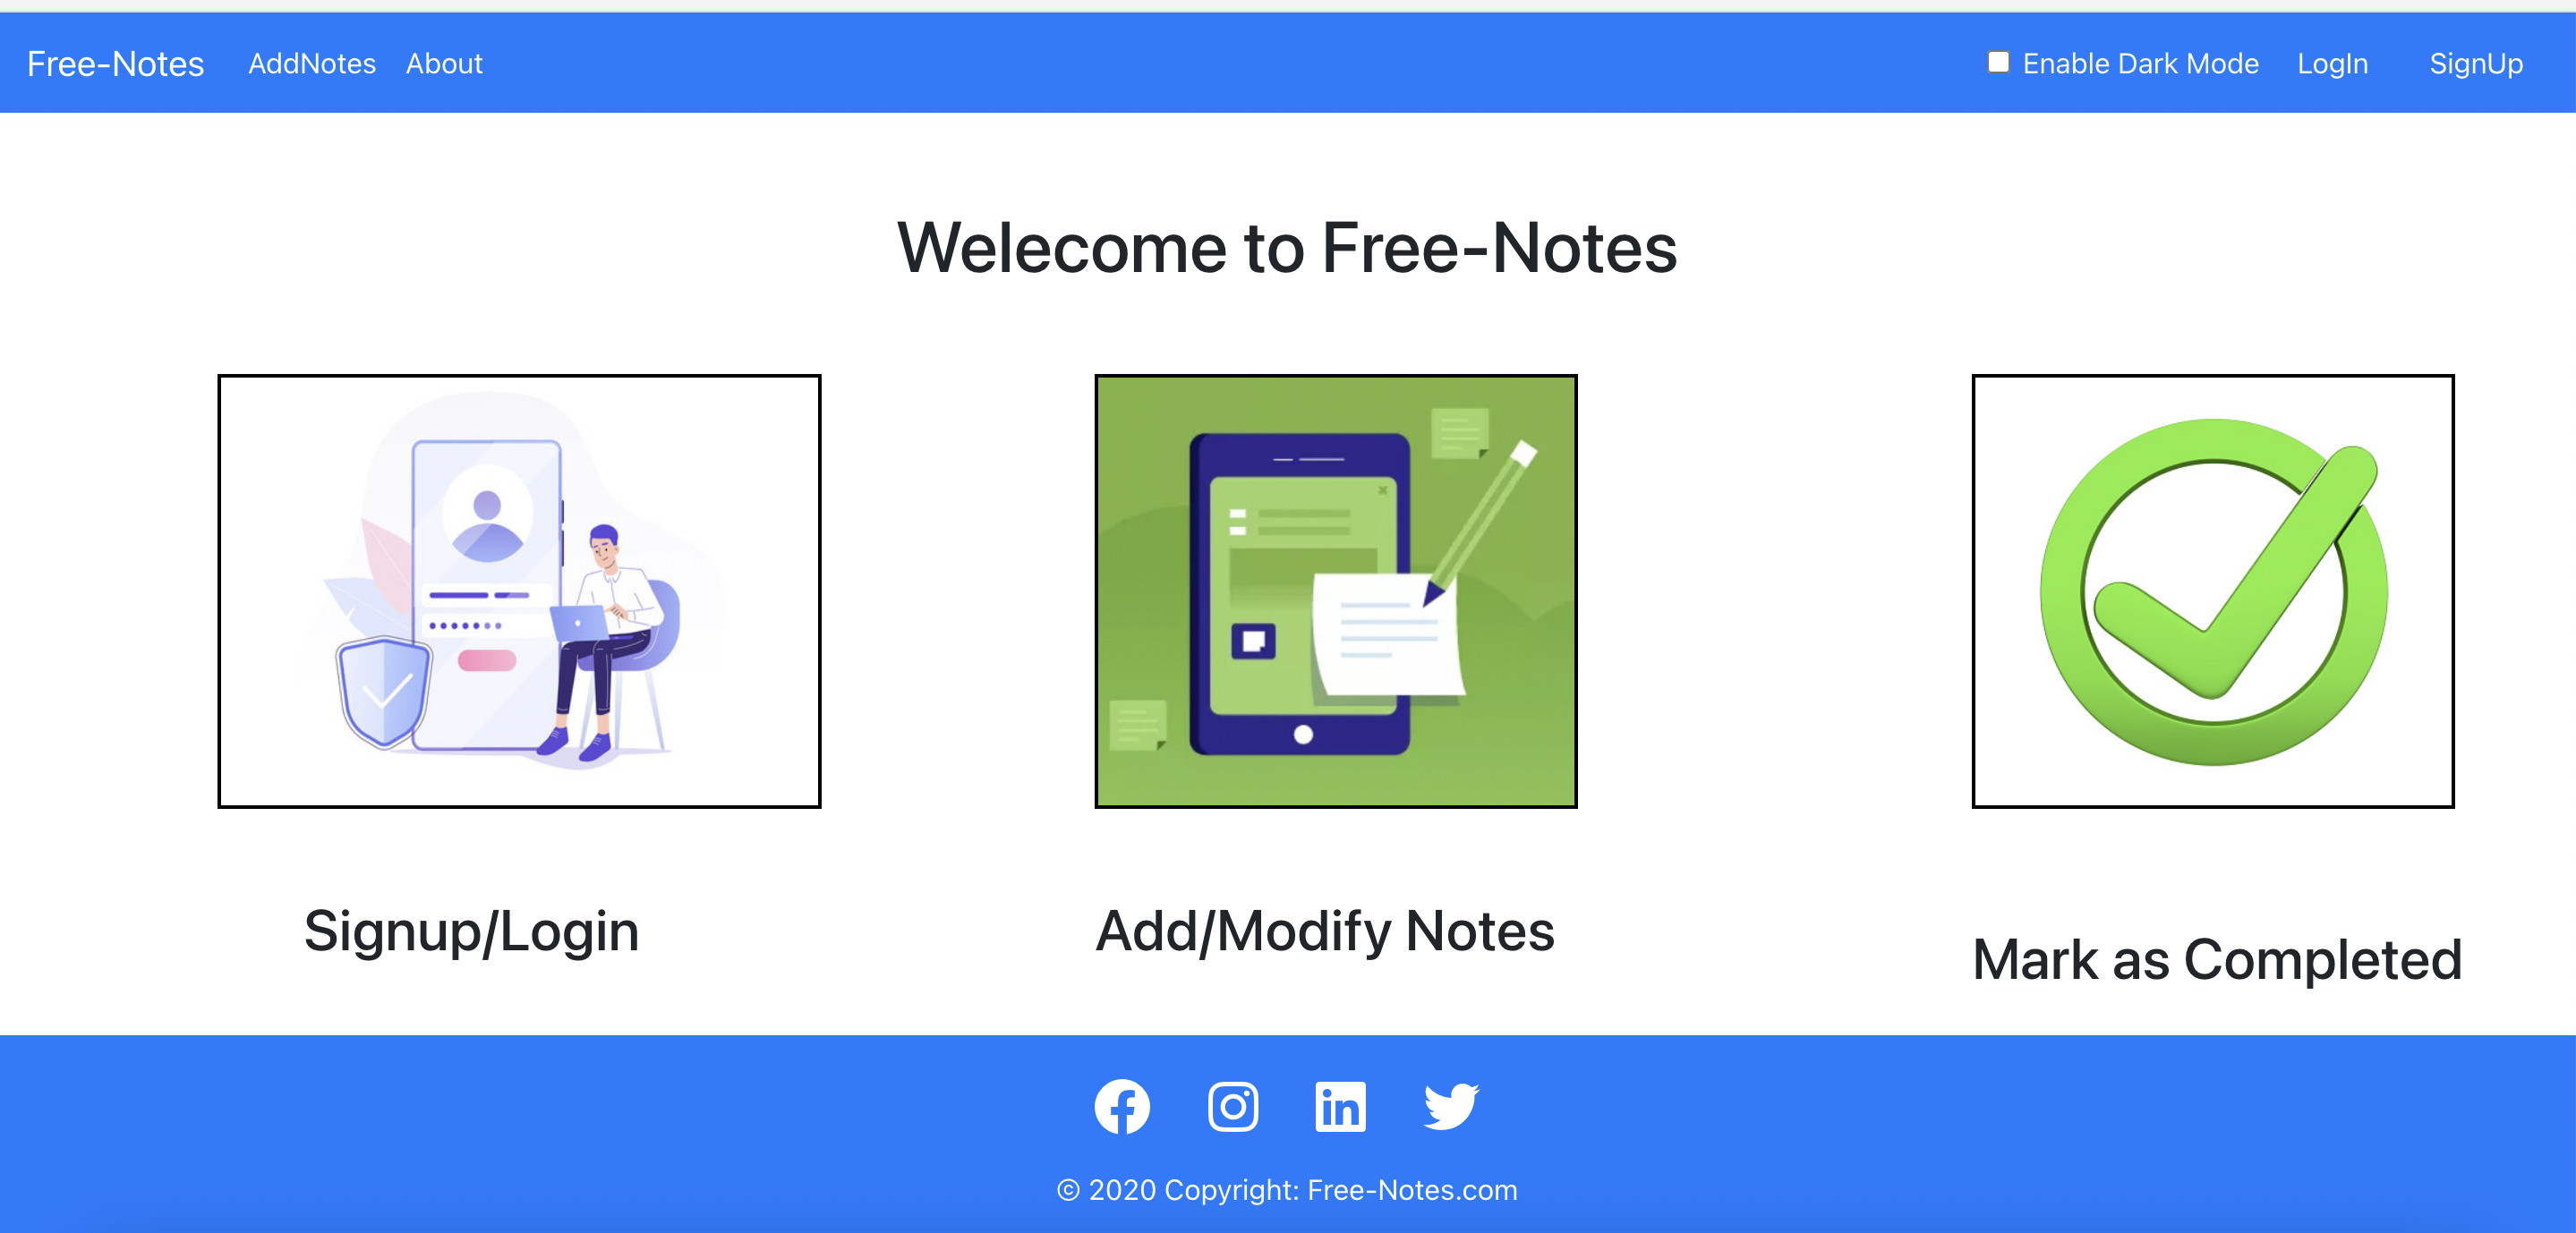 Free-Notes AddNotes About Enable Dark Mode LogIn SignUp
Welecome to Free-Notes
Signup/Login
Add/Modify Notes
Mark as Completed
© 2020 Copyright: Free-Notes.com